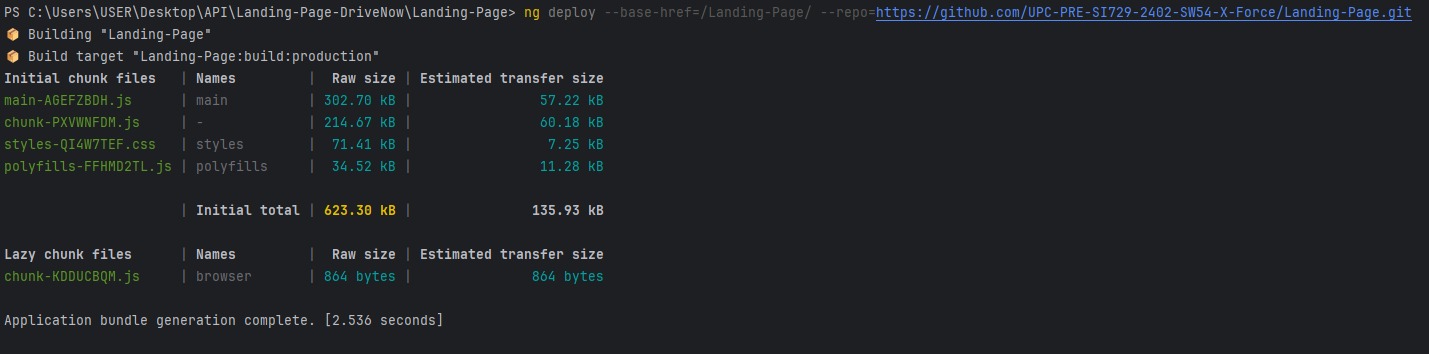 PS C:\Users\USER\Desktop\API\Landing-Page-DriveNow\Landing-Page> ng deploy --base-href=/Landing-Page/ --repo=https://github.com/UPC-PRE-SI729-2402-SW54-X-Force/Landing-Page.git
📦 Building "Landing-Page"
📦 Build target "Landing-Page:build:production"
Initial chunk files | Names | Raw size | Estimated transfer size
main-AGEFZBDH.js | main | 302.70 kB | 57.22 kB
chunk-PXVWNFDM.js | - | 214.67 kB | 60.18 kB
styles-QI4W7TEF.css | styles | 71.41 kB | 7.25 kB
polyfills-FFHMD2TL.js | polyfills | 34.52 kB | 11.28 kB
| Initial total | 623.30 kB | 135.93 kB
Lazy chunk files | Names | Raw size | Estimated transfer size
chunk-KDDUCBQM.js | browser | 864 bytes | 864 bytes
Application bundle generation complete. [2.536 seconds]